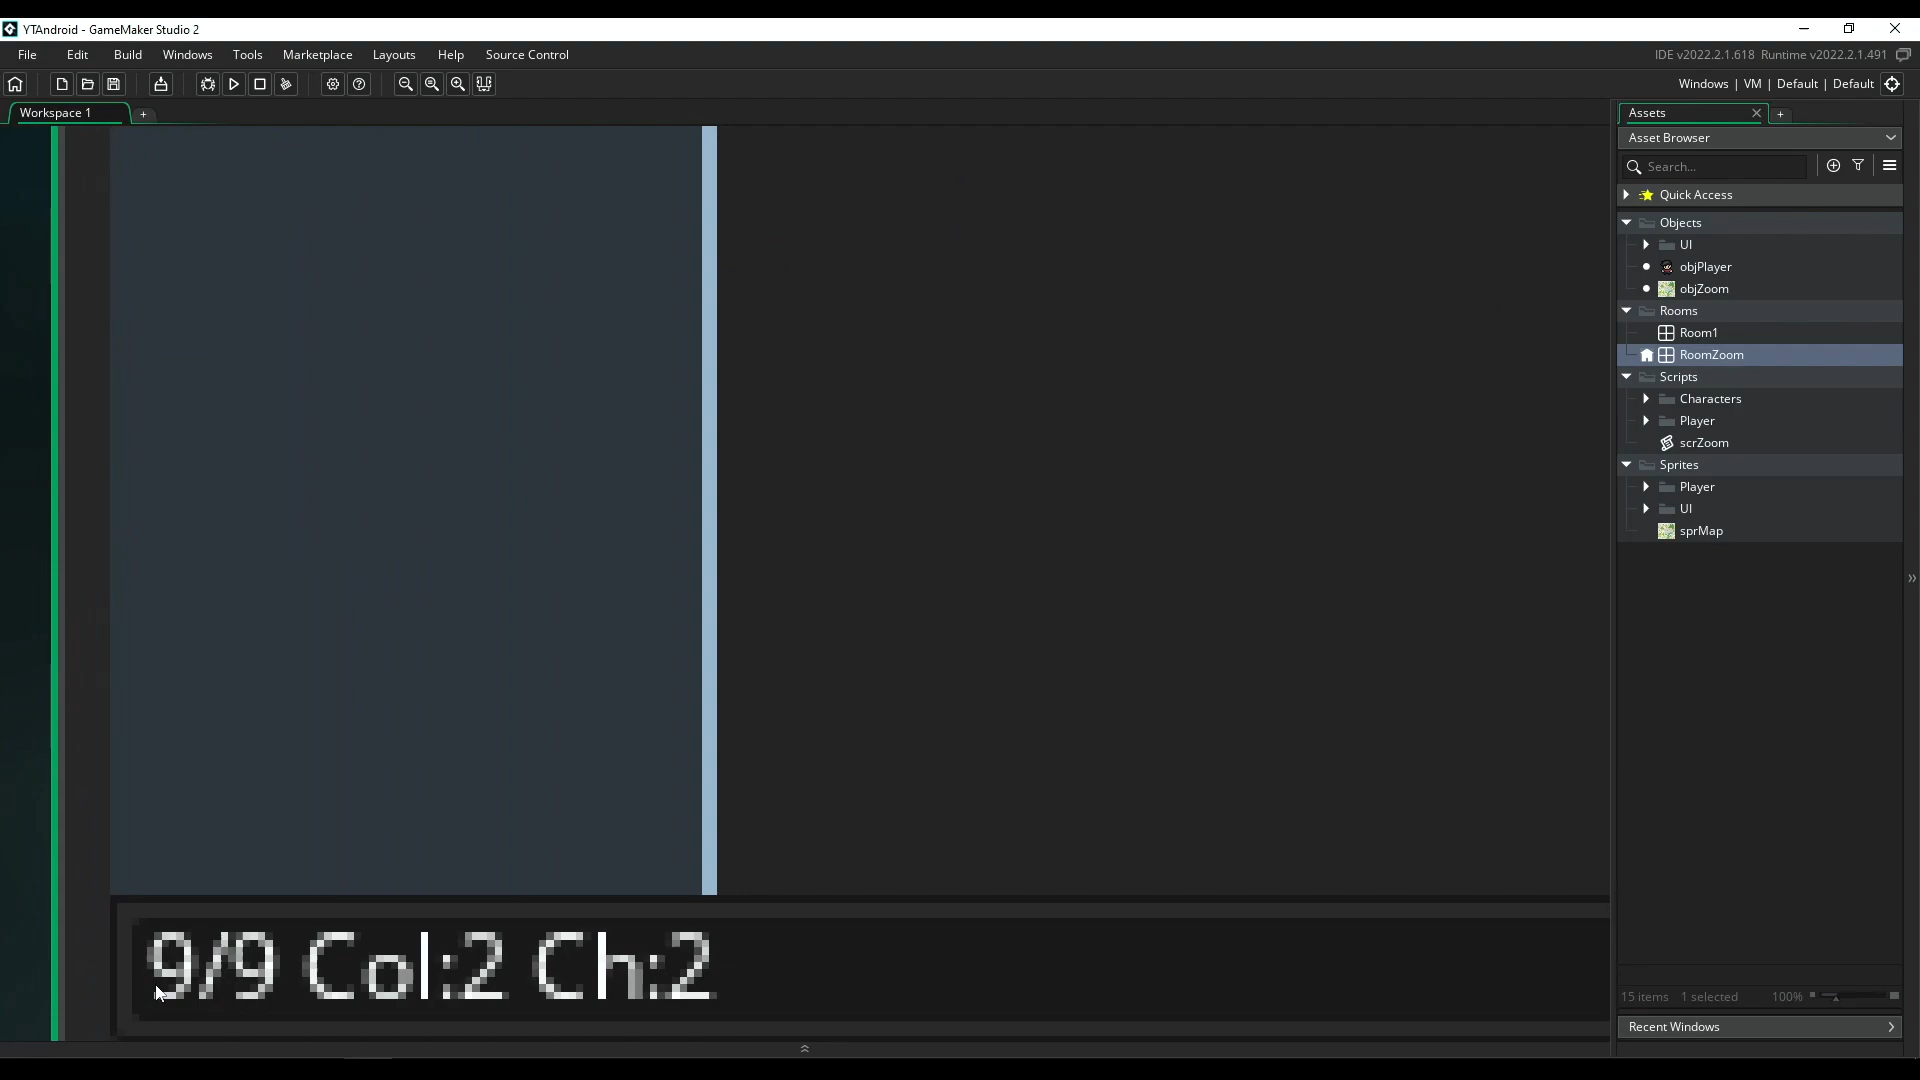 YTAndroid - GameMaker Studio 2
File Edit Build Windows Tools Marketplace Layouts Help Source Control
IDE v2022.2.1.618 Runtime v2022.2.1.491
Windows | VM | Default | Default
Workspace 1
+
Assets
+
Asset Browser
Search...
Quick Access
Objects
UI
objPlayer
objZoom
Rooms
Room1
RoomZoom
Scripts
Characters
Player
scrZoom
Sprites
Player
UI
sprMap
9/9 Col:2 Ch:2
15 items 1 selected 100%
Recent Windows